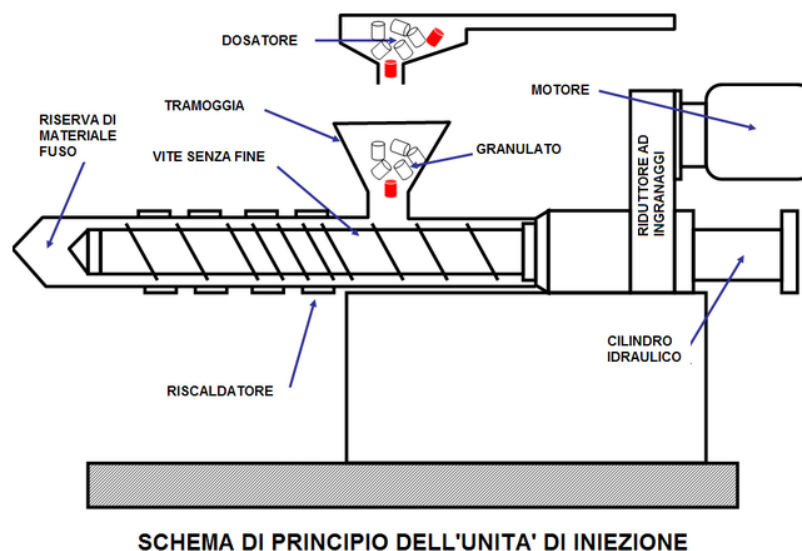 DOSATORE
MOTORE
TRAMOGGIA
RISERVA DI
MATERIALE
FUSO
VITE SENZA FINE
GRANULATO
RIDUTTORE AD
INGRANAGGI
CILINDRO
IDRAULICO
RISCALDATORE
SCHEMA DI PRINCIPIO DELL'UNITA' DI INIEZIONE